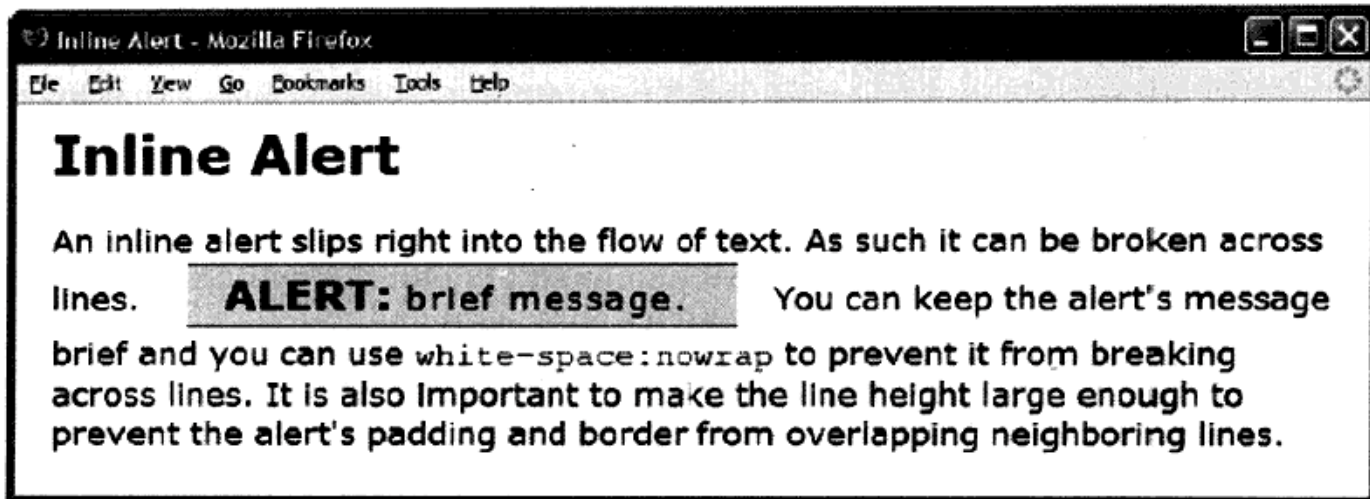 Inline Alert - Mozilla Firefox
File Edit View Go Bookmarks Tools Help
Inline Alert
An inline alert slips right into the flow of text. As such it can be broken across
lines. ALERT: brief message. You can keep the alert's message
brief and you can use white-space:nowrap to prevent it from breaking
across lines. It is also important to make the line height large enough to
prevent the alert's padding and border from overlapping neighboring lines.